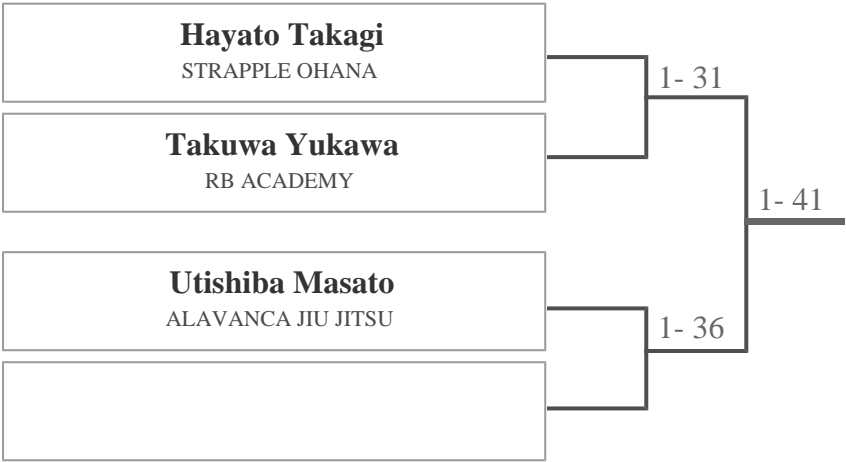 Hayato Takagi
STRAPPLE OHANA
1- 31
Takuwa Yukawa
RB ACADEMY
1- 41
Utishiba Masato
ALAVANCA JIU JITSU
1- 36